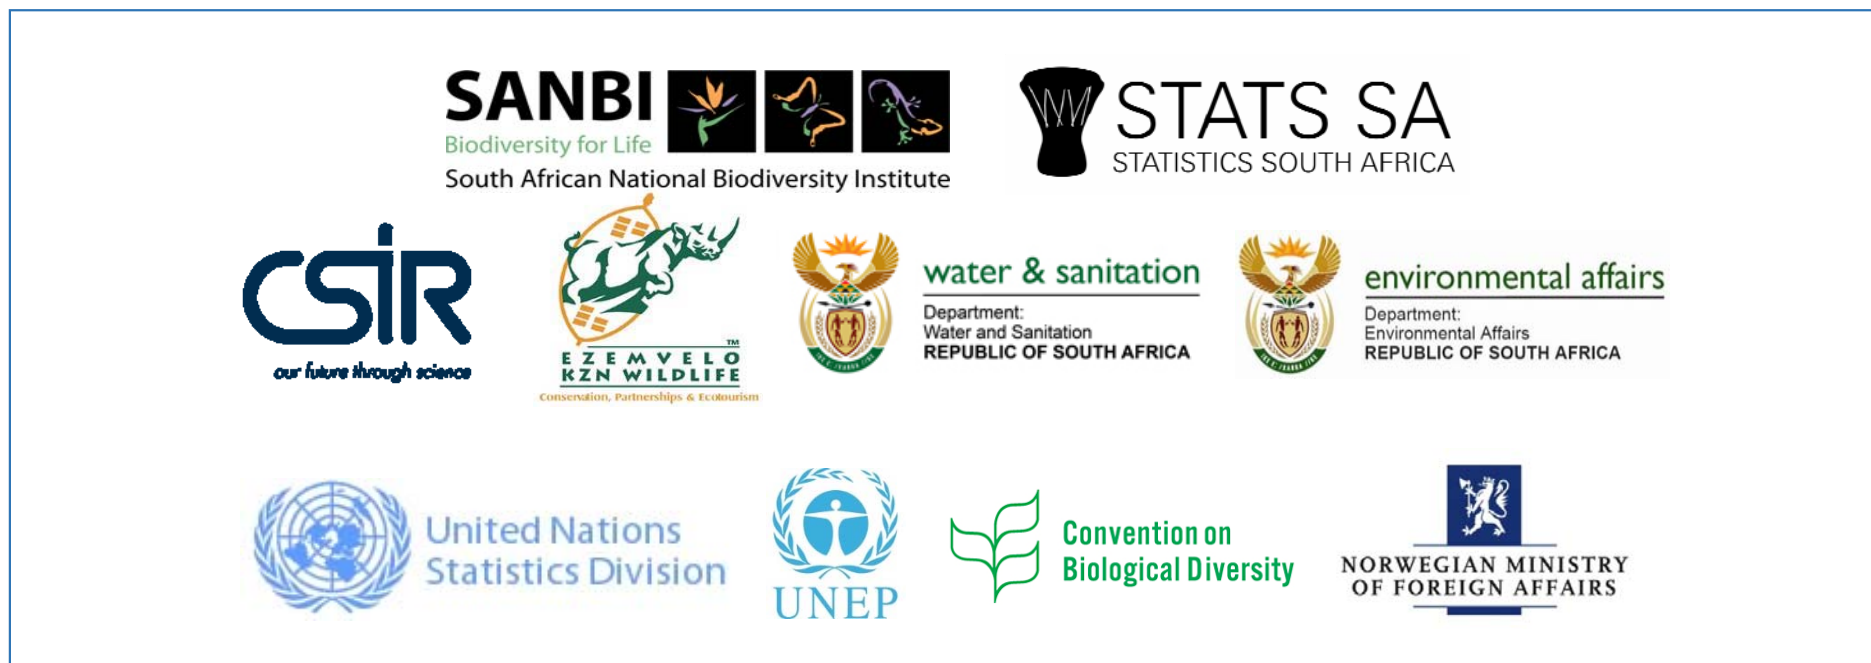 SANBI
Biodiversity for Life
South African National Biodiversity Institute
STATS SA
STATISTICS SOUTH AFRICA
CSIR
our future through science
TM
EZEMVELO
KZN WILDLIFE
Conservation, Partnerships & Ecotourism
water & sanitation
Department:
Water and Sanitation
REPUBLIC OF SOUTH AFRICA
environmental affairs
Department:
Environmental Affairs
REPUBLIC OF SOUTH AFRICA
United Nations
Statistics Division
UNEP
Convention on
Biological Diversity
NORWEGIAN MINISTRY
OF FOREIGN AFFAIRS